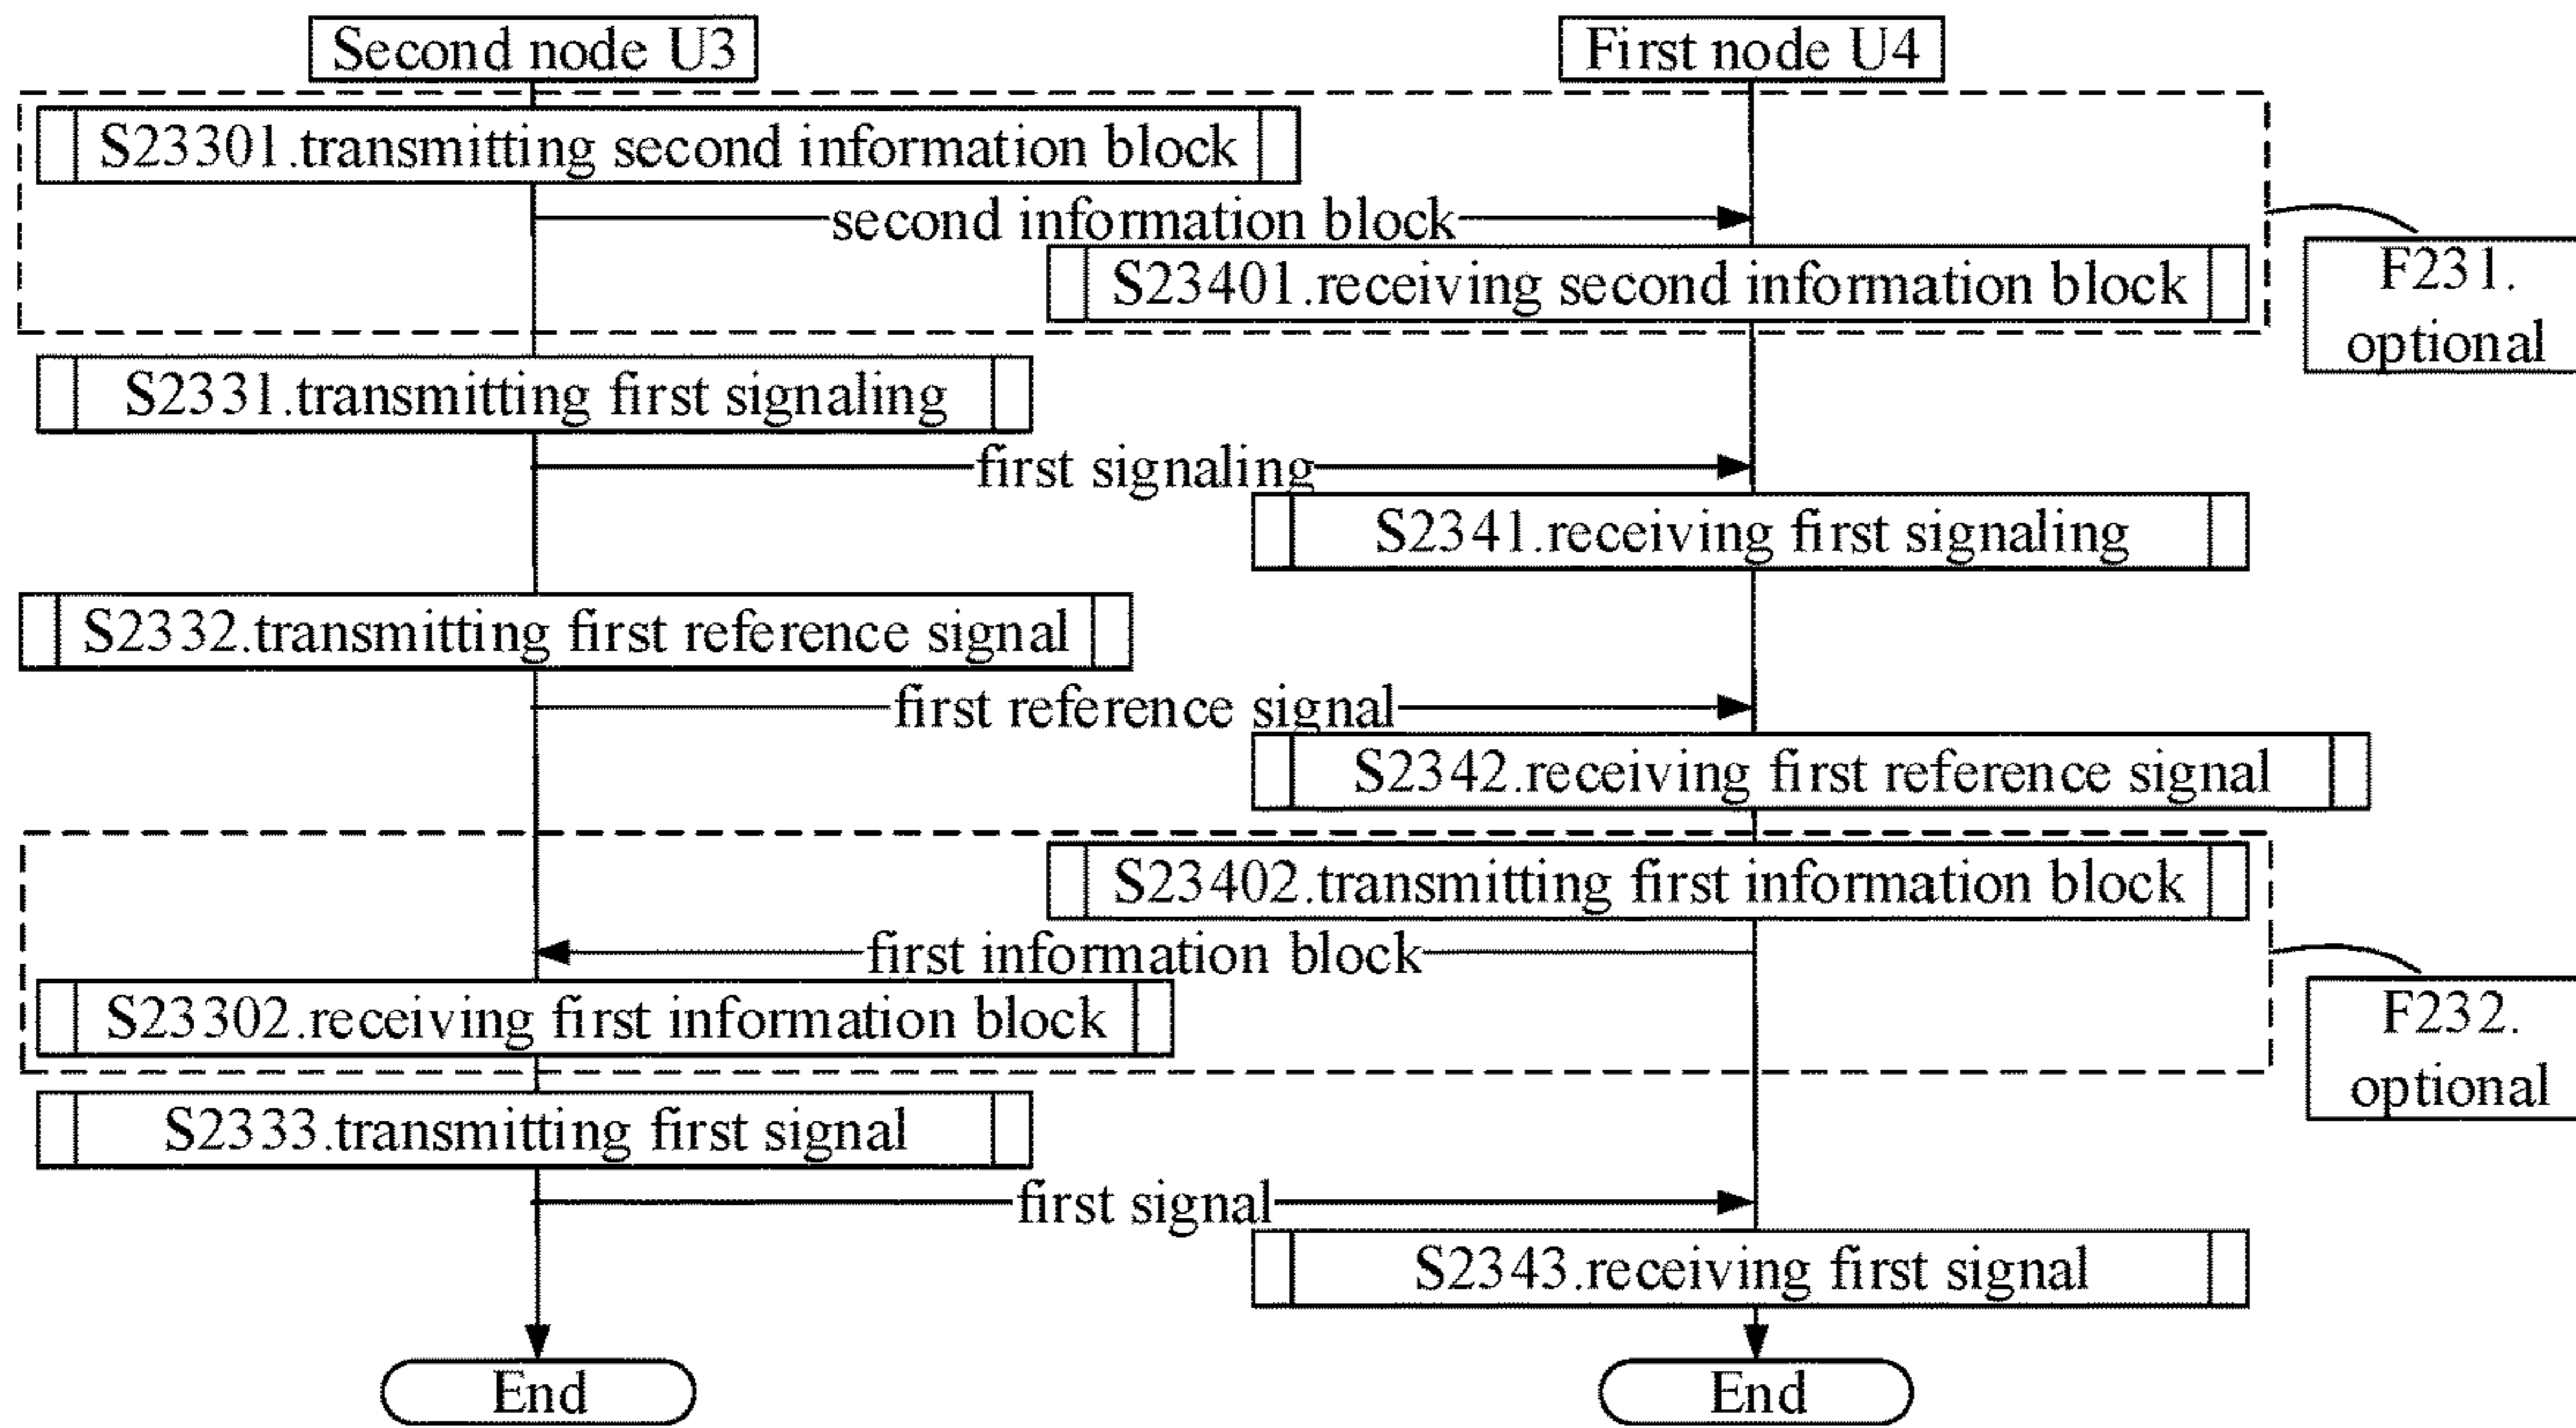 Second node U3
First node U4
S23301.transmitting second information block
second information block
S23401.receiving second information block
F231.
optional
S2331.transmitting first signaling
first signaling
S2341.receiving first signaling
S2332.transmitting first reference signal
first reference signal
S2342.receiving first reference signal
S23402.transmitting first information block
first information block
S23302.receiving first information block
F232.
optional
S2333.transmitting first signal
first signal
S2343.receiving first signal
End
End